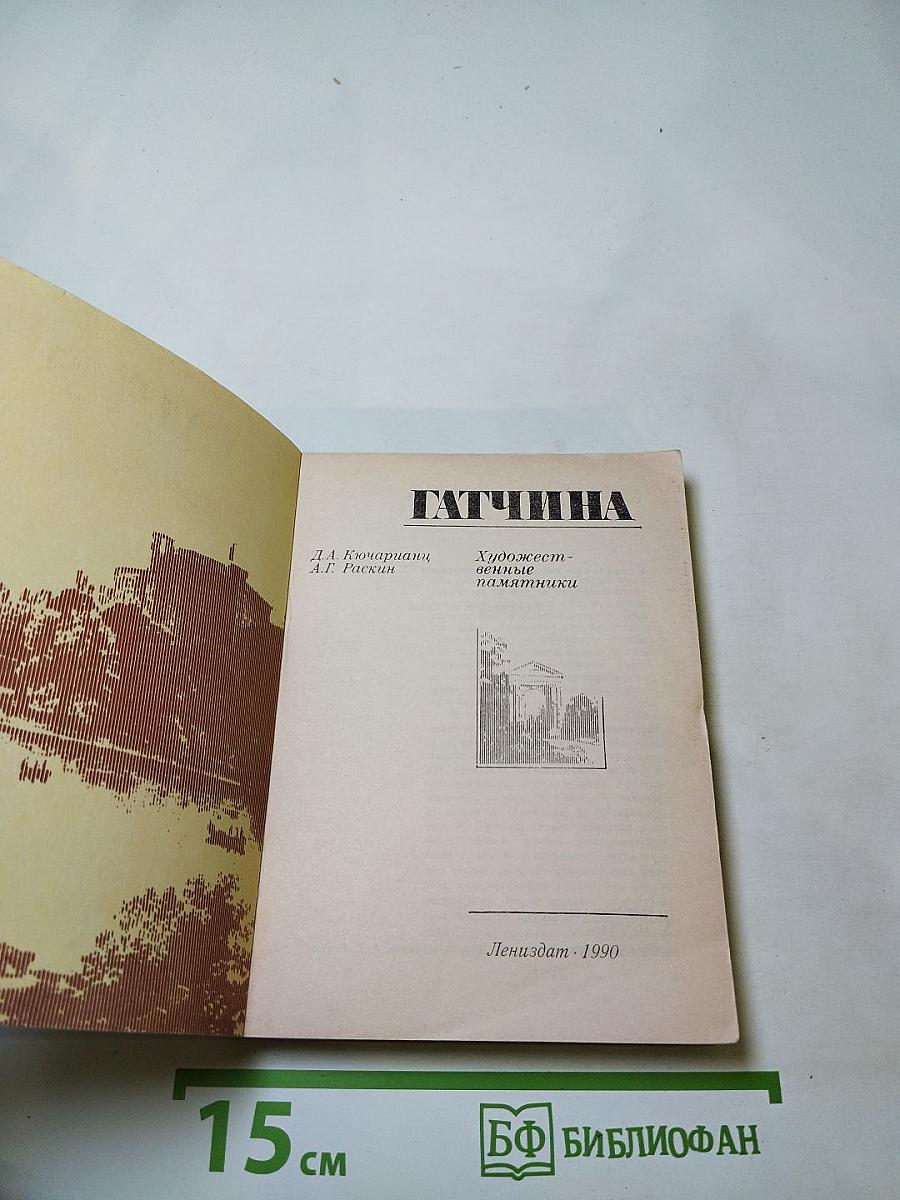 ГАТЧИНА
Д.А. Кючарианц
А.Г. Раскин
Художест-
венные
памятники
Лениздат · 1990
15 см
БФ БИБЛИОФАН